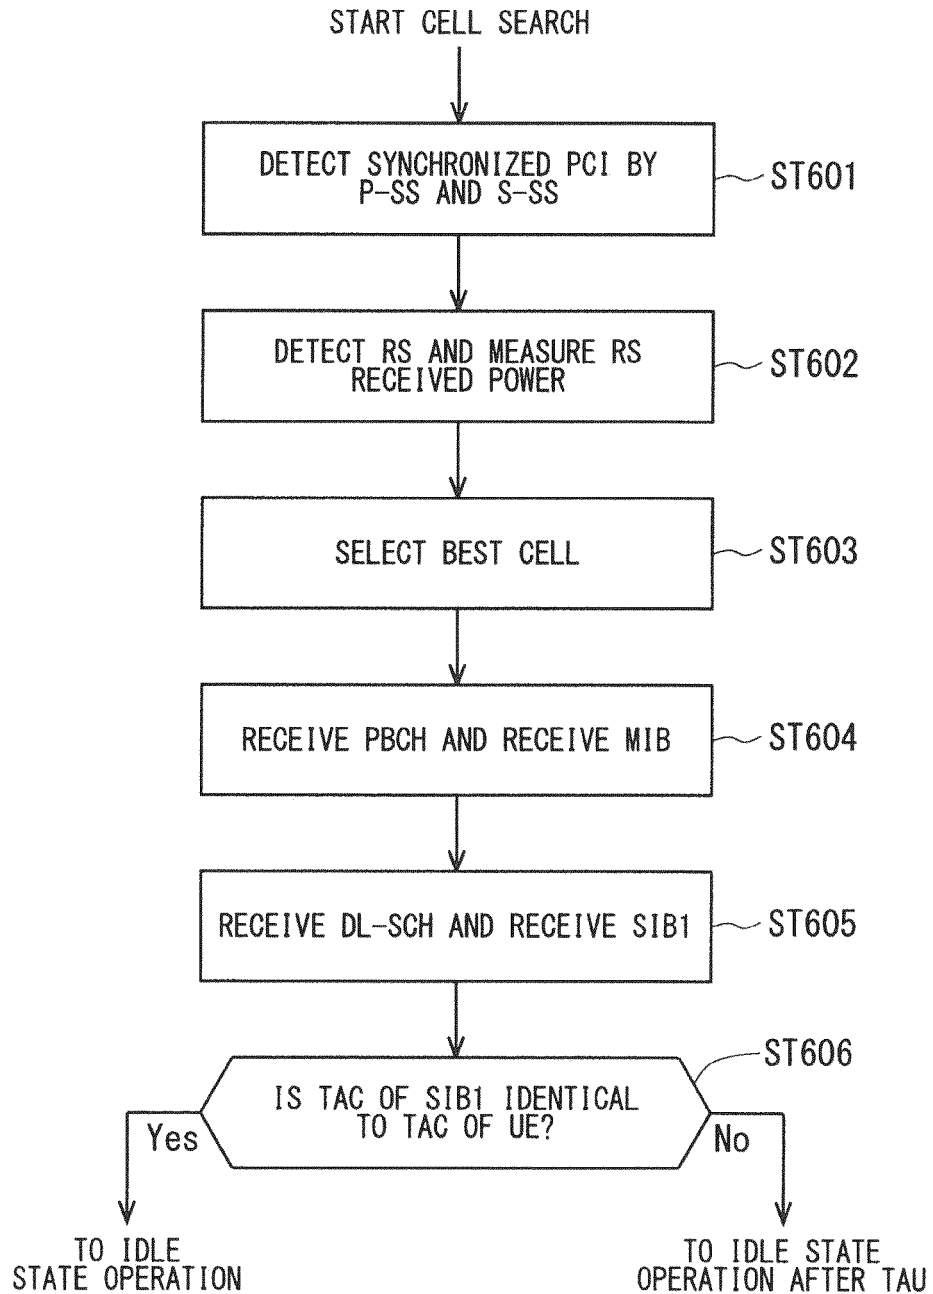 START CELL SEARCH
DETECT SYNCHRONIZED PCI BY
P-SS AND S-SS
ST601
DETECT RS AND MEASURE RS
RECEIVED POWER
ST602
SELECT BEST CELL
ST603
RECEIVE PBCH AND RECEIVE MIB
ST604
RECEIVE DL-SCH AND RECEIVE SIB1
ST605
ST606
IS TAC OF SIB1 IDENTICAL
TO TAC OF UE?
Yes
No
TO IDLE
STATE OPERATION
TO IDLE STATE
OPERATION AFTER TAU